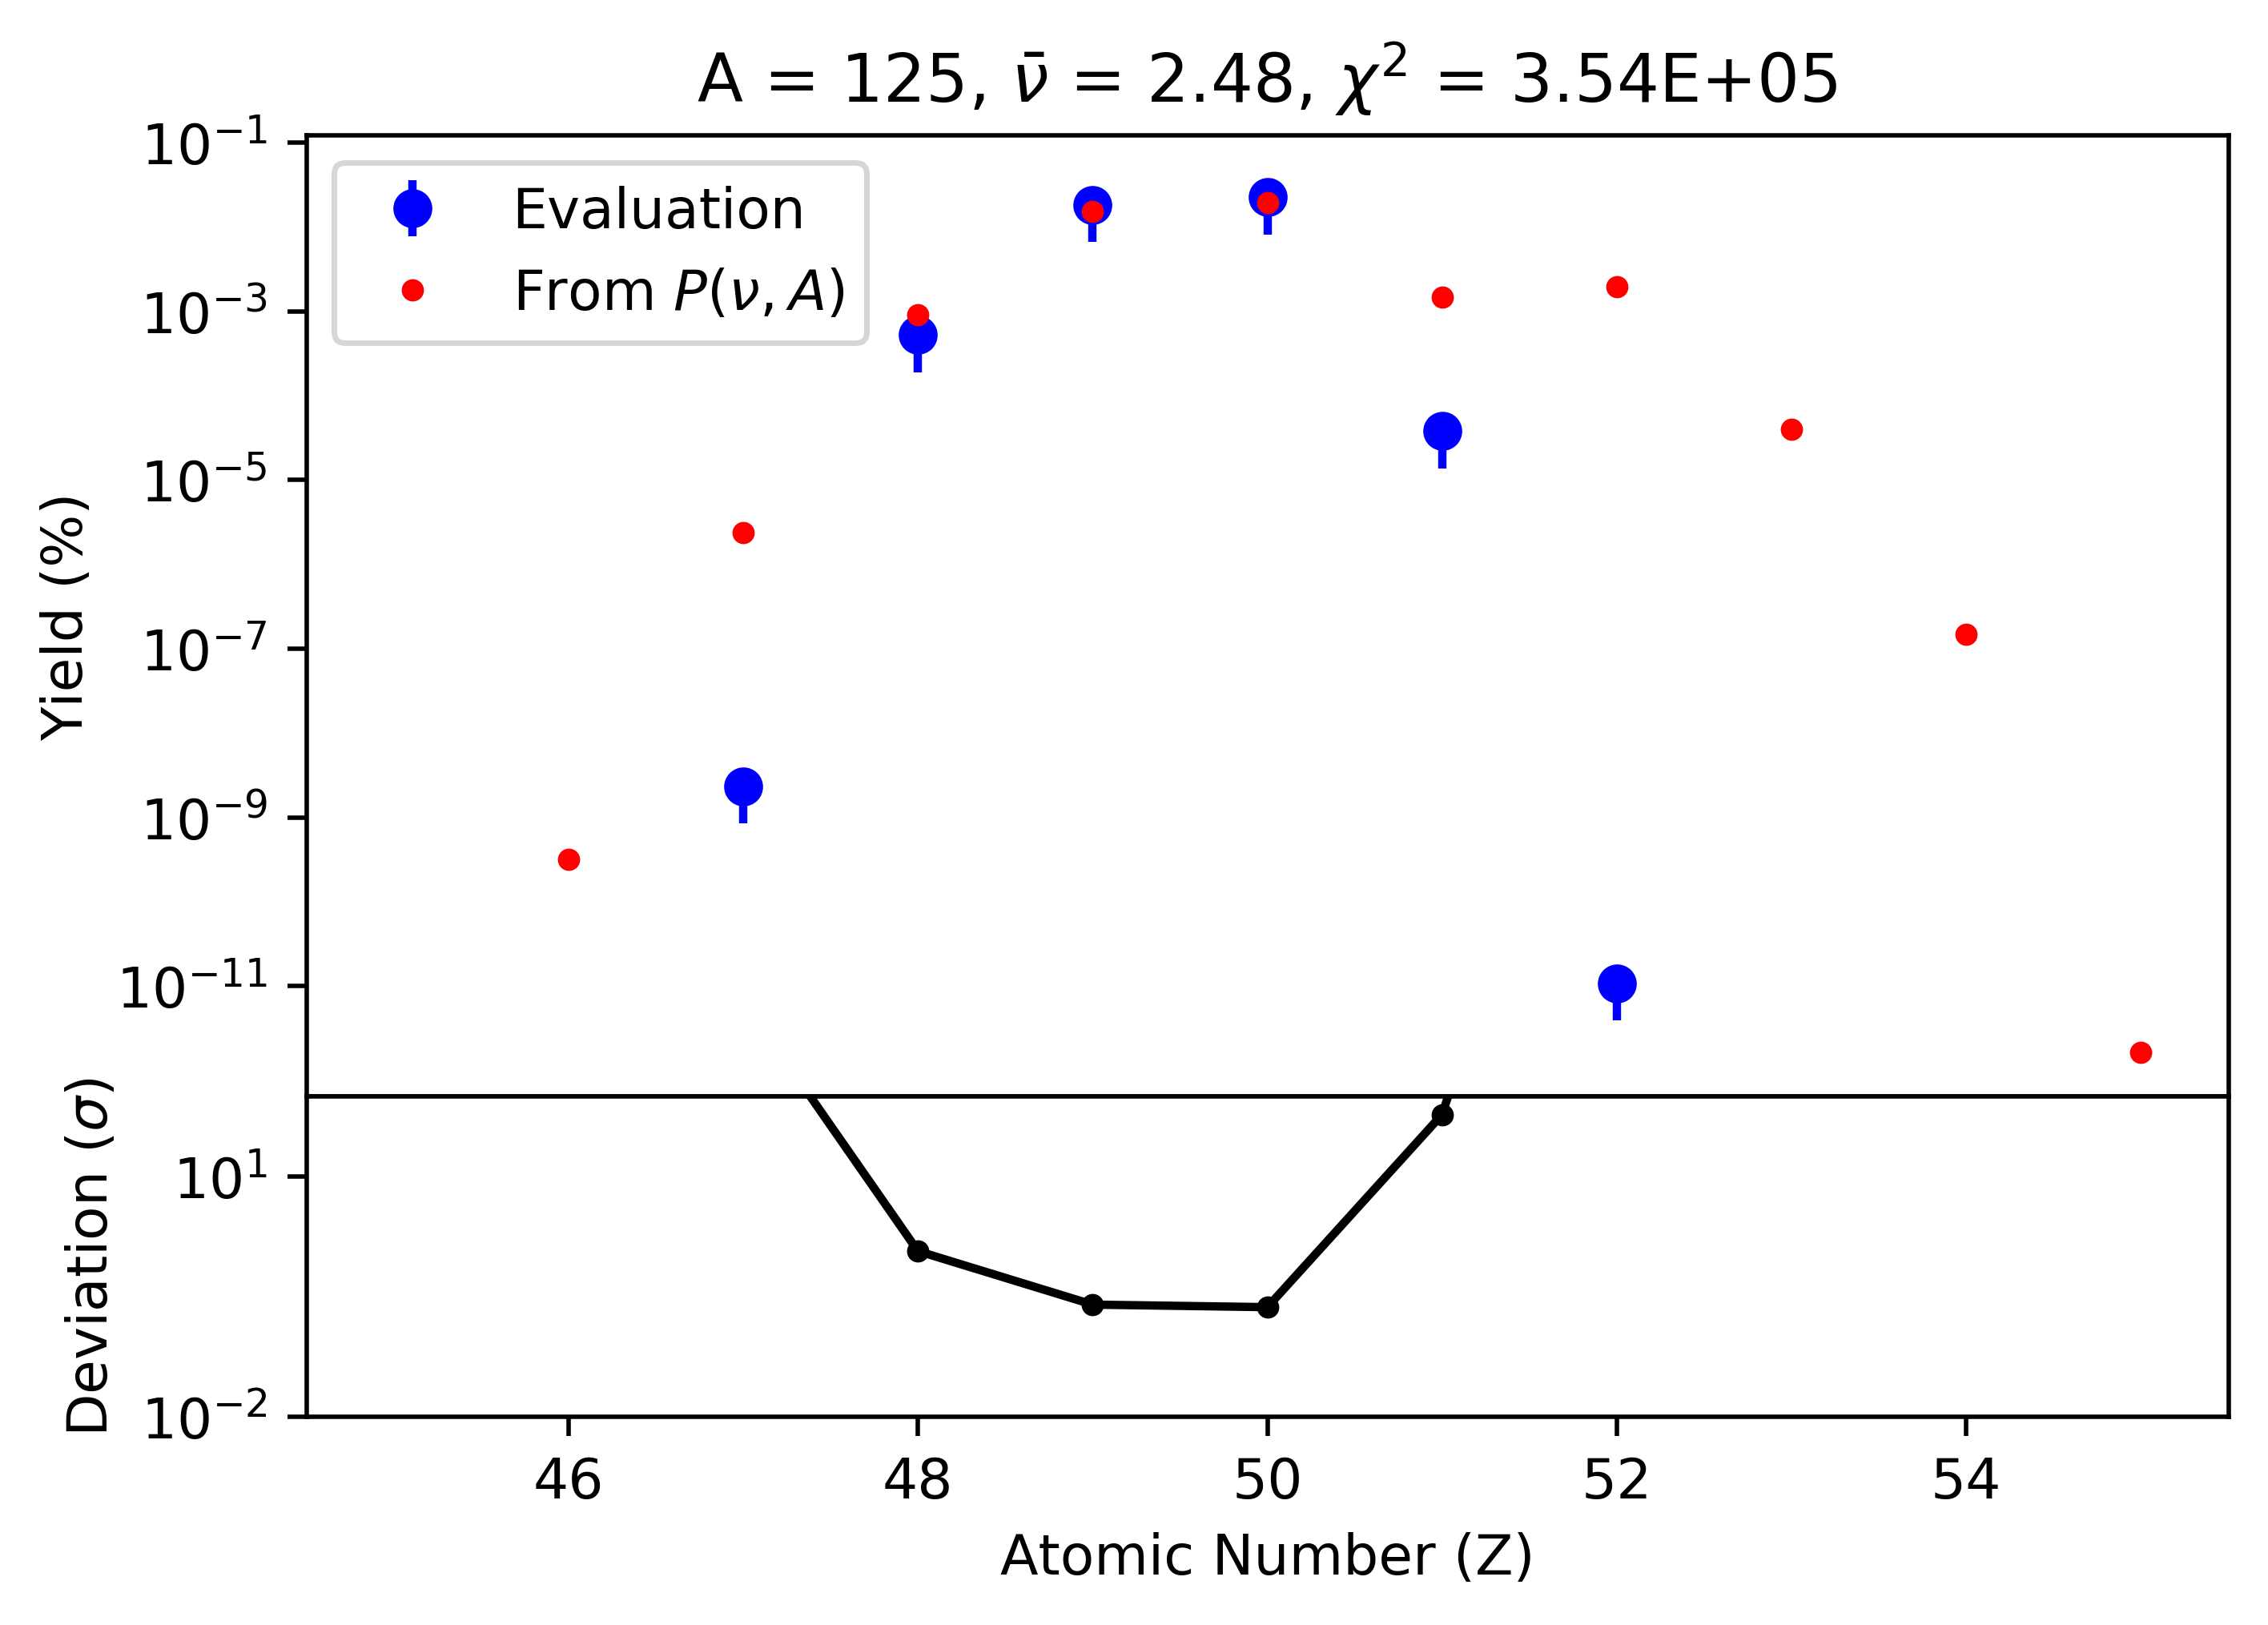 A = 125, ν̄ = 2.48, χ² = 3.54E+05
Evaluation
From P(ν, A)
Yield (%)
10⁻¹
10⁻³
10⁻⁵
10⁻⁷
10⁻⁹
10⁻¹¹
Deviation (σ)
10¹
10⁻²
46 48 50 52 54
Atomic Number (Z)